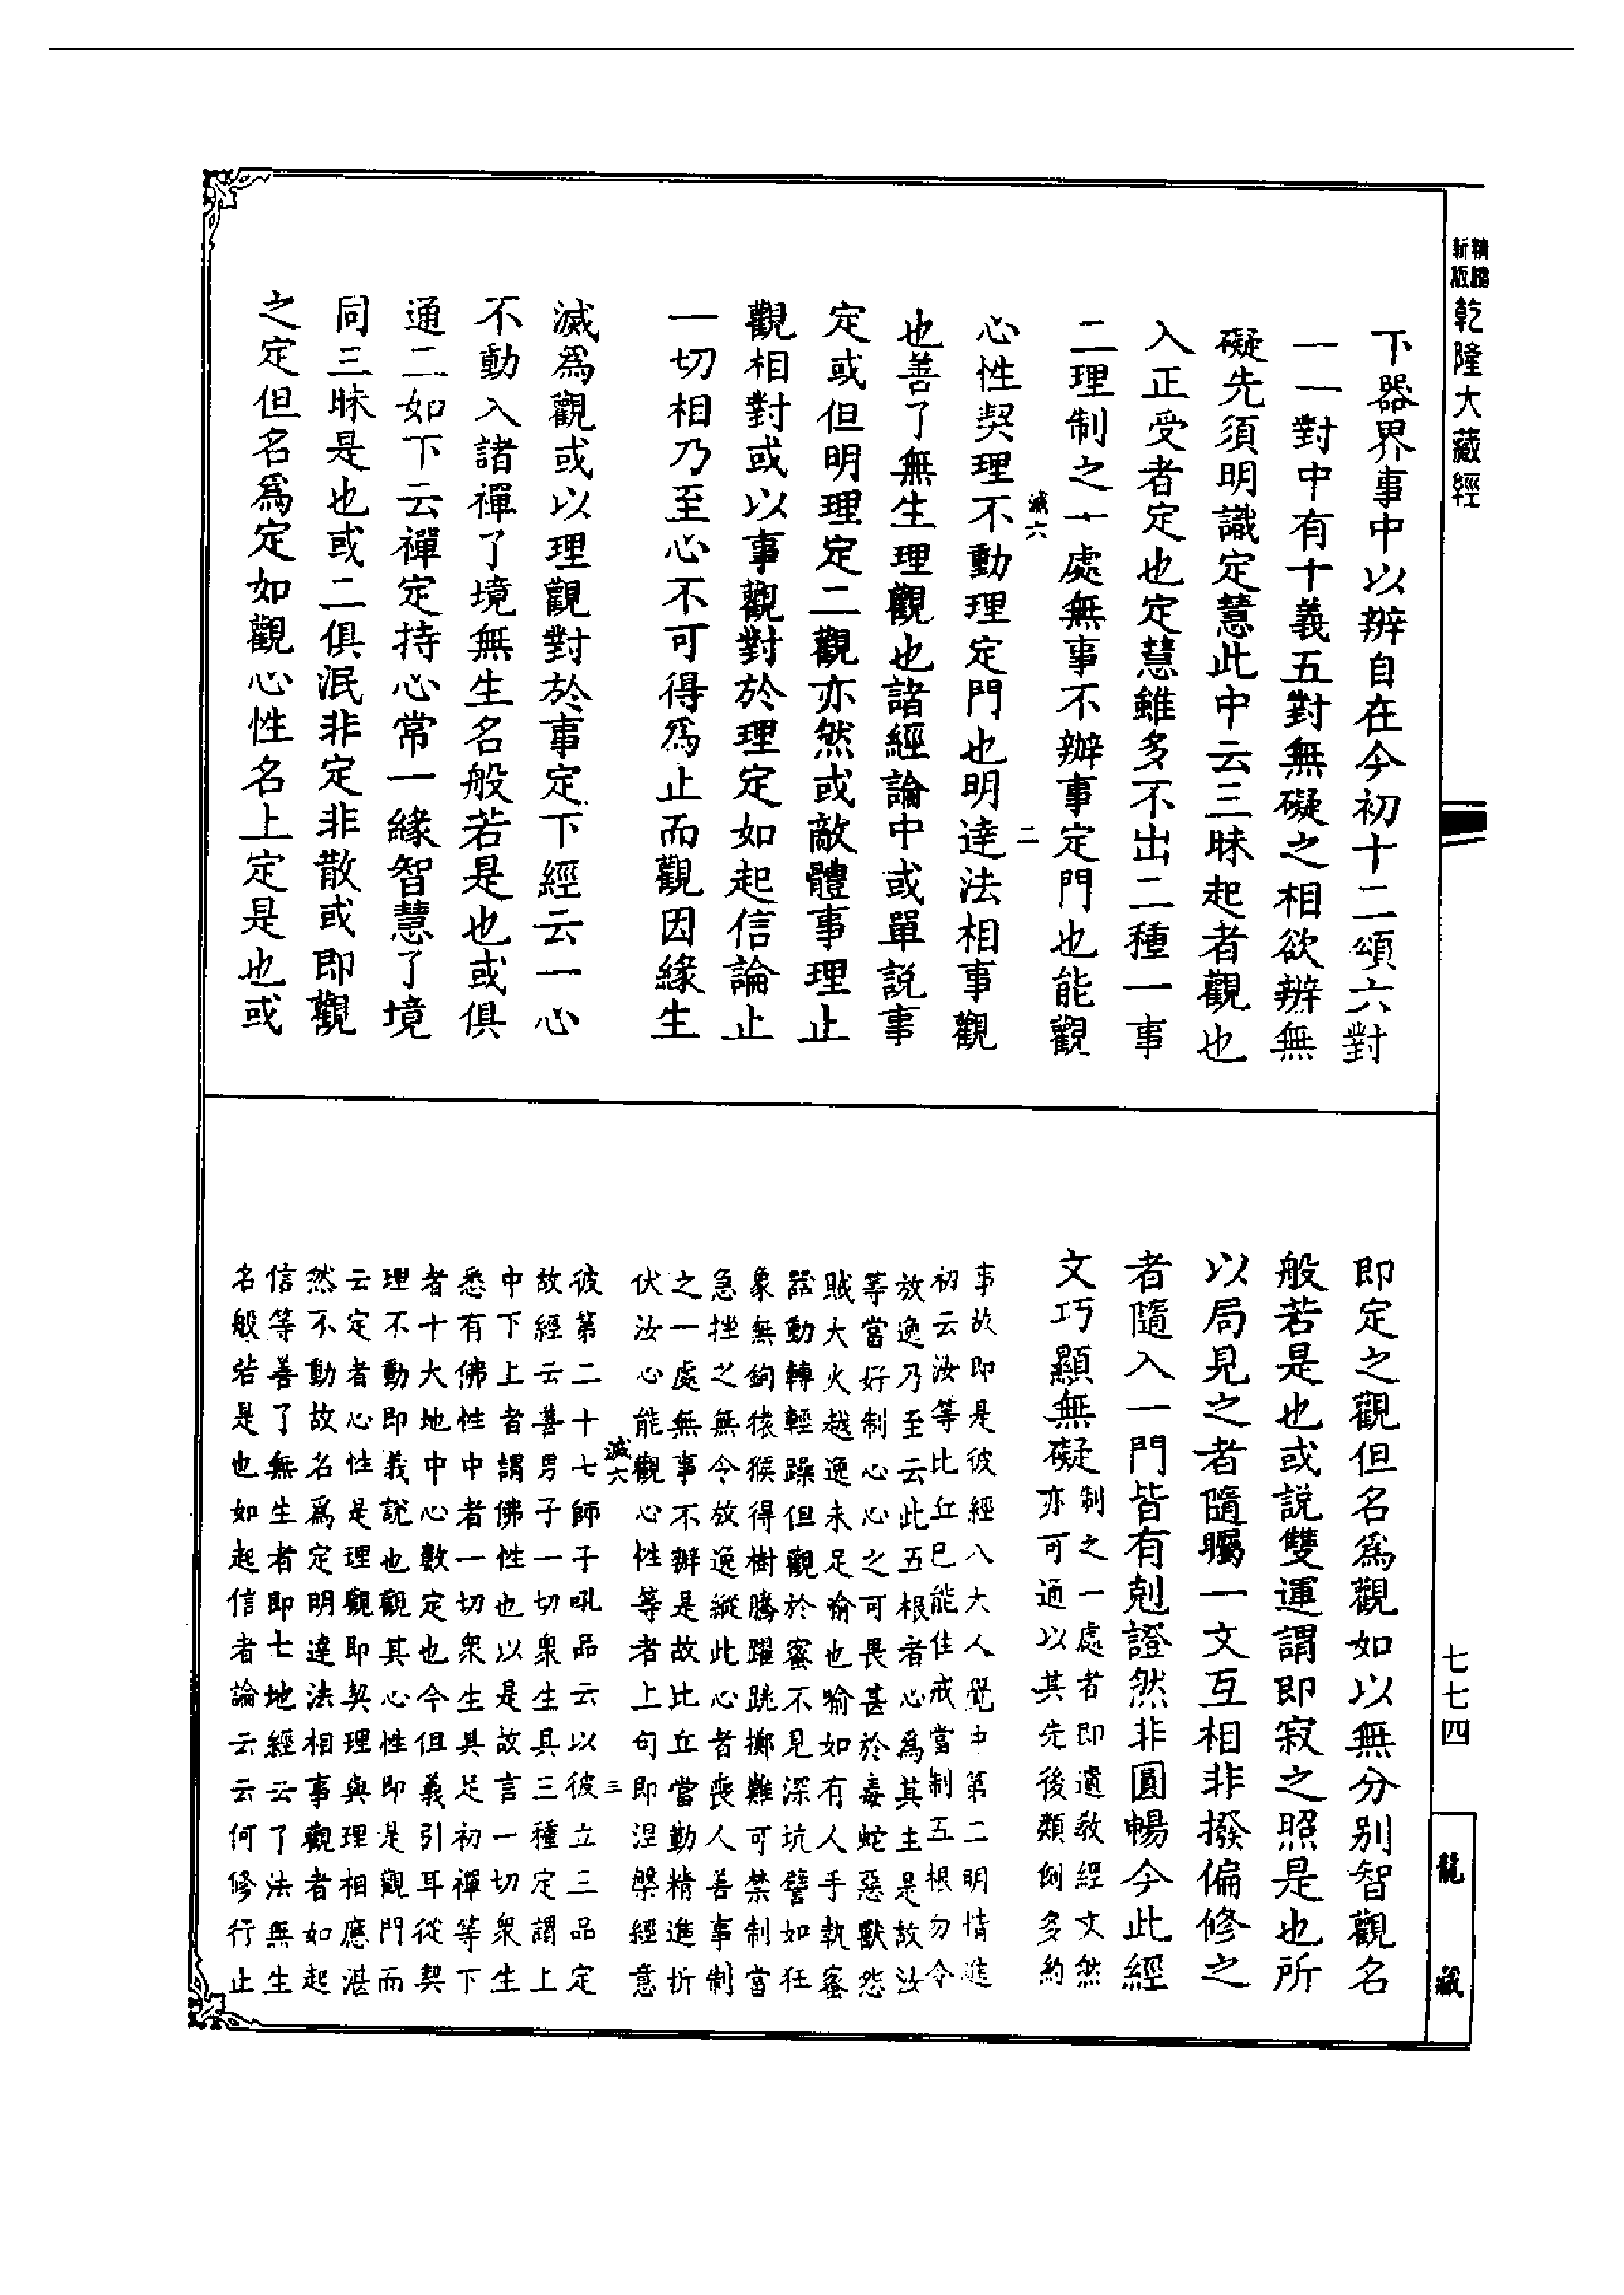 精縮
新版
乾隆大藏經
下器界事中以辨自在今初十二頌六對
一一對中有十義五對無礙之相欲辨無
礙先須明識定慧此中云三昧起者觀也
入正受者定也定慧雖多不出二種一事
二理制之一處無事不辦事定門也能觀
滅六 二
心性契理不動理定門也明達法相事觀
也善了無生理觀也諸經論中或單說事
定或但明理定二觀亦然或敵體事理止
觀相對或以事觀對於理定如起信論止
一切相乃至心不可得為止而觀因緣生
滅為觀或以理觀對於事定下經云一心
不動入諸禪了境無生名般若是也或俱
通二如下云禪定持心常一緣智慧了境
同三昧是也或二俱泯非定非散或即觀
之定但名為定如觀心性名上定是也或
即定之觀但名為觀如以無分別智觀名
般若是也或說雙運謂即寂之照是也所
以局見之者隨矚一文互相非撥偏修之
者隨入一門皆有剋證然非圓暢今此經
文巧顯無礙
制之一處者即遺教經文然
亦可通以其先後類例多約
事故即是彼經八大人覺中第二明情進
初云汝等比丘已能住戒當制五根勿令
放逸乃至云此五根者心為其主是故汝
等當好制心心之可畏甚於毒蛇惡獸怨
賊大火越逸未足喻也喻如有人手執蜜
器動轉輕躁但觀於蜜不見深坑譬如狂
象無鉤猿猴得樹騰躍跳擲難可禁制當
急挫之無令放逸縱此心者喪人善事制
之一處無事不辦是故比丘當勤精進折
伏汝心能觀心性等者上句即涅槃經意
滅六 三
彼第二十七師子吼品云以彼立三品定
故經云善男子一切眾生具三種定謂上
中下上者謂佛性也以是故言一切眾生
悉有佛性中者一切眾生具足初禪等下
者十大地中心數定也今但義引耳從契
理不動即義說也觀其心性即是觀門而
云定者心性是理觀即契理與理相應湛
然不動故名為定明達法相事觀者如起
信等善了無生者即七地經云了法無生
名般若是也如起信者論云云何修行止
七七四
龍藏